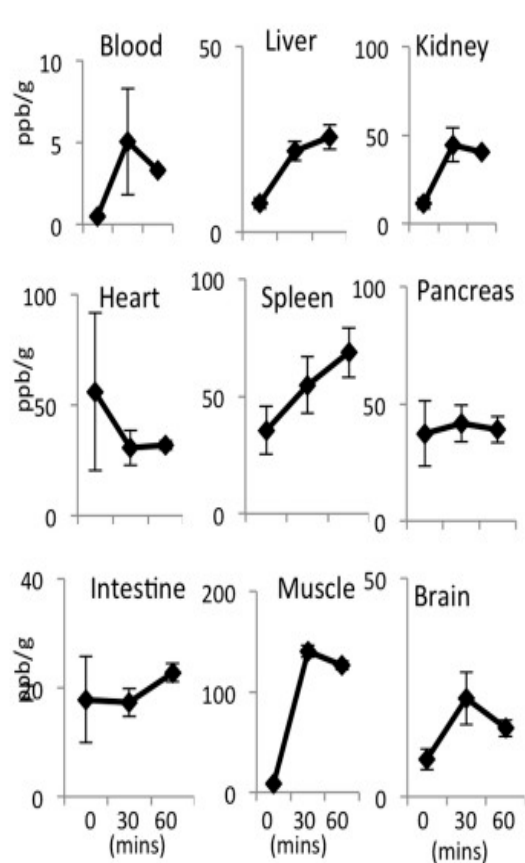 Blood
ppb/g
10
5
0
Liver
50
0
Kidney
100
50
0
Heart
ppb/g
100
50
0
Spleen
100
50
0
Pancreas
100
50
0
Intestine
ppb/g
40
20
0
0 30 60
(mins)
Muscle
200
100
0
0 30 60
(mins)
Brain
50
0
0 30 60
(mins)